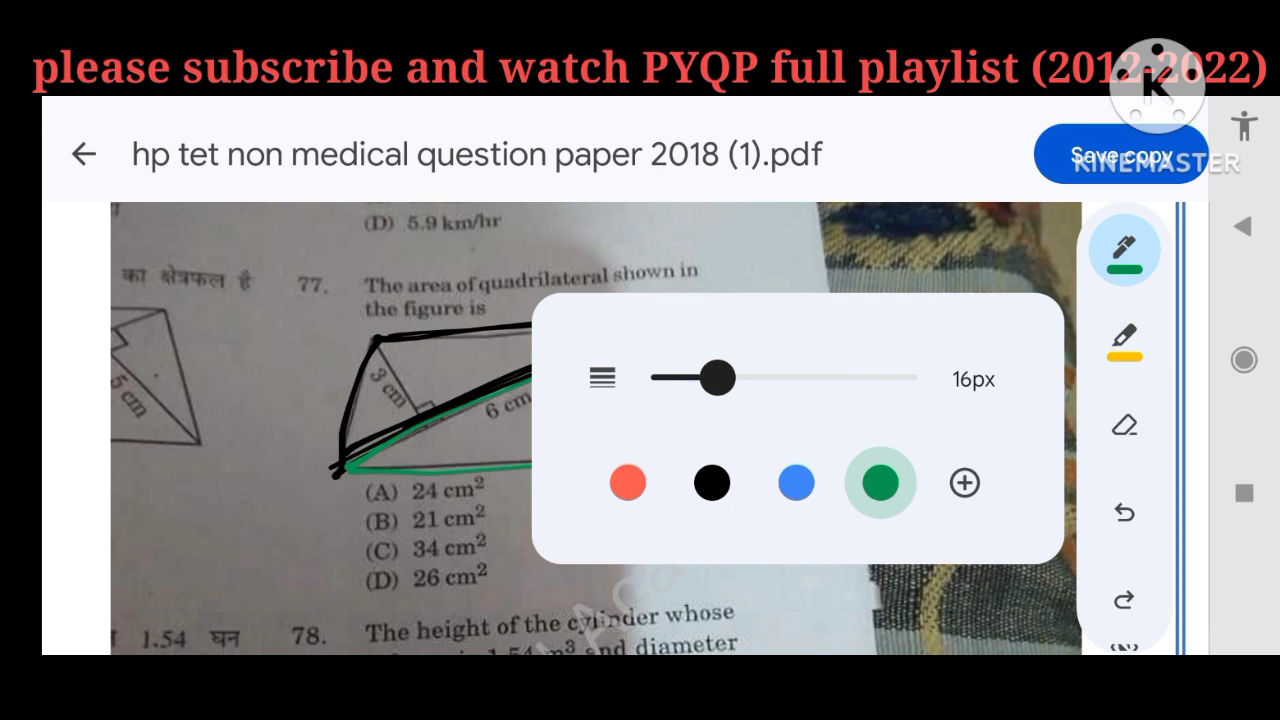 please subscribe and watch PYQP full playlist (2012-2022)
K
hp tet non medical question paper 2018 (1).pdf
Save copy
KINEMASTER
(D) 5.9 km/hr
का क्षेत्रफल है
77. The area of quadrilateral shown in
the figure is
3 cm
5 cm
6 cm
16px
(A) 24 cm²
(B) 21 cm²
(C) 34 cm²
(D) 26 cm²
1.54 घन
78. The height of the cylinder whose
1.54 m³ and diameter